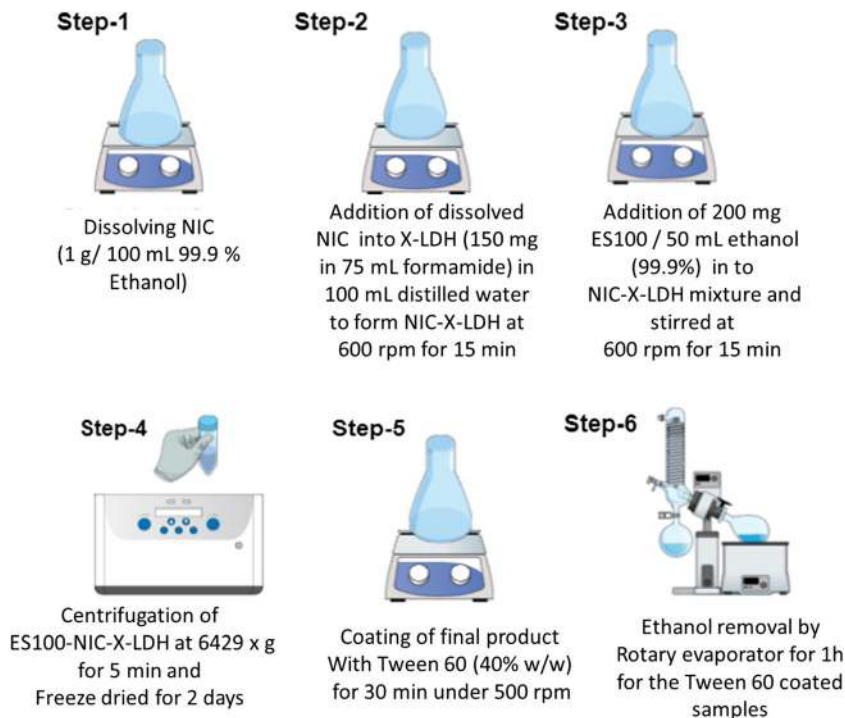 Step-1
Dissolving NIC
(1 g/ 100 mL 99.9 %
Ethanol)
Step-2
Addition of dissolved
NIC into X-LDH (150 mg
in 75 mL formamide) in
100 mL distilled water
to form NIC-X-LDH at
600 rpm for 15 min
Step-3
Addition of 200 mg
ES100 / 50 mL ethanol
(99.9%) in to
NIC-X-LDH mixture and
stirred at
600 rpm for 15 min
Step-4
Centrifugation of
ES100-NIC-X-LDH at 6429 x g
for 5 min and
Freeze dried for 2 days
Step-5
Coating of final product
With Tween 60 (40% w/w)
for 30 min under 500 rpm
Step-6
Ethanol removal by
Rotary evaporator for 1h
for the Tween 60 coated
samples